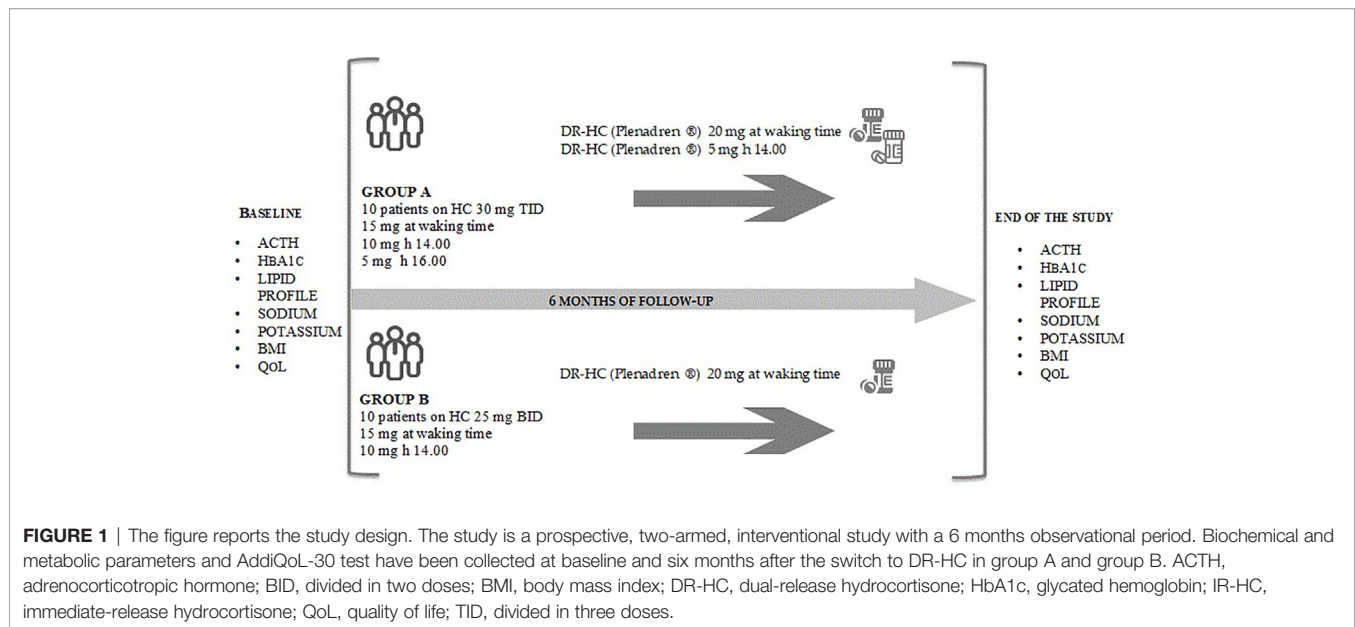 BASELINE
• ACTH
• HBA1C
• LIPID
PROFILE
• SODIUM
• POTASSIUM
• BMI
• QOL
GROUP A
10 patients on HC 30 mg TID
15 mg at waking time
10 mg h 14.00
5 mg h 16.00
DR-HC (Plenadren ®) 20 mg at waking time
DR-HC (Plenadren ®) 5 mg h 14.00
6 MONTHS OF FOLLOW-UP
GROUP B
10 patients on HC 25 mg BID
15 mg at waking time
10 mg h 14.00
DR-HC (Plenadren ®) 20 mg at waking time
END OF THE STUDY
• ACTH
• HBA1C
• LIPID
PROFILE
• SODIUM
• POTASSIUM
• BMI
• QOL
FIGURE 1 | The figure reports the study design. The study is a prospective, two-armed, interventional study with a 6 months observational period. Biochemical and
metabolic parameters and AddiQoL-30 test have been collected at baseline and six months after the switch to DR-HC in group A and group B. ACTH,
adrenocorticotropic hormone; BID, divided in two doses; BMI, body mass index; DR-HC, dual-release hydrocortisone; HbA1c, glycated hemoglobin; IR-HC,
immediate-release hydrocortisone; QoL, quality of life; TID, divided in three doses.